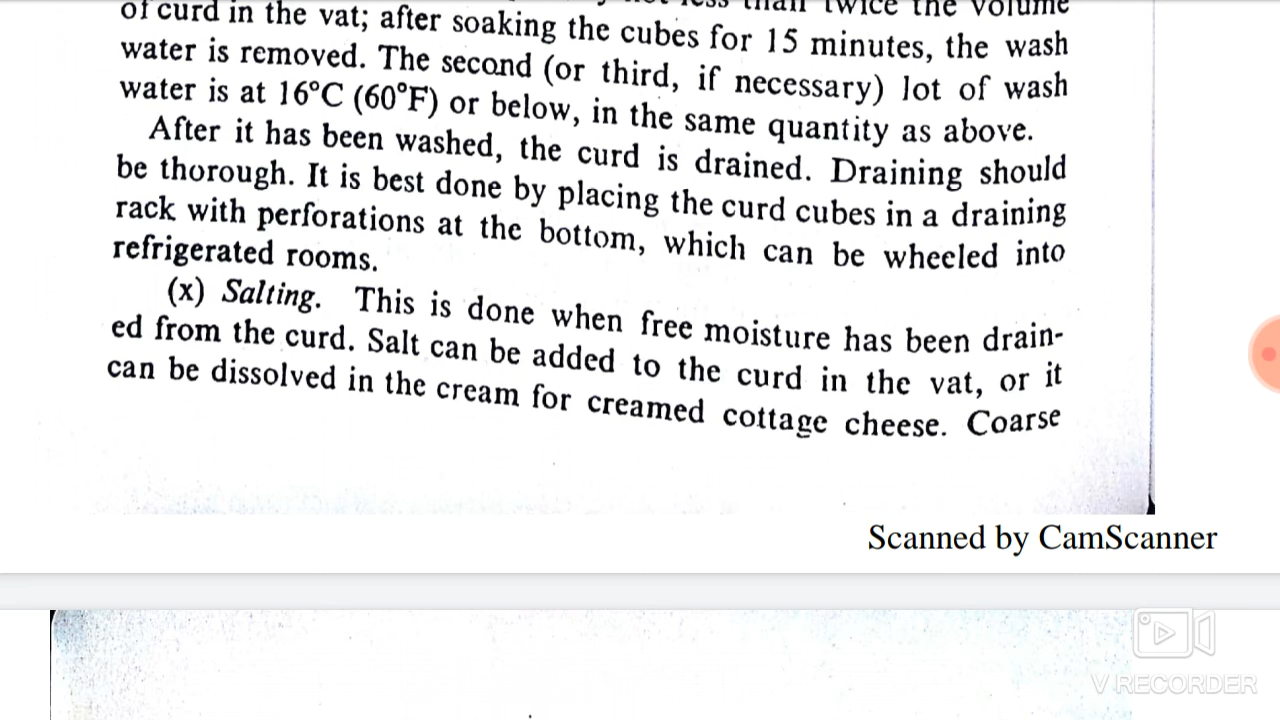 of curd in the vat; after soaking the cubes for 15 minutes, the wash
water is removed. The second (or third, if necessary) lot of wash
water is at 16°C (60°F) or below, in the same quantity as above.
After it has been washed, the curd is drained. Draining should
be thorough. It is best done by placing the curd cubes in a draining
rack with perforations at the bottom, which can be wheeled into
refrigerated rooms.
(x) Salting. This is done when free moisture has been drain-
ed from the curd. Salt can be added to the curd in the vat, or it
can be dissolved in the cream for creamed cottage cheese. Coarse
Scanned by CamScanner
V RECORDER